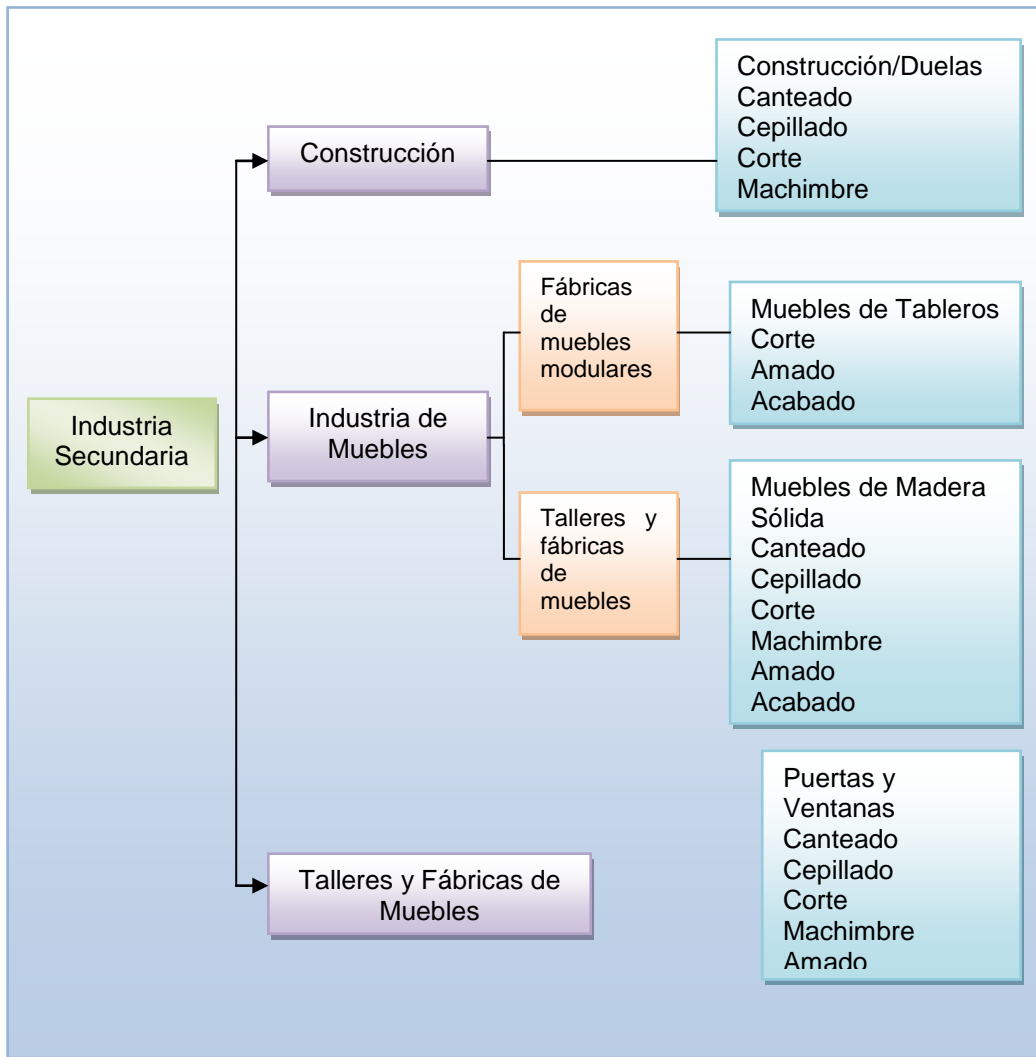 Construcción/Duelas
Canteado
Cepillado
Corte
Machimbre
Construcción
Fábricas
de
muebles
modulares
Muebles de Tableros
Corte
Amado
Acabado
Industria
Secundaria
Industria de
Muebles
Talleres y
fábricas
de
muebles
Muebles de Madera
Sólida
Canteado
Cepillado
Corte
Machimbre
Amado
Acabado
Puertas y
Ventanas
Canteado
Cepillado
Corte
Machimbre
Amado
Talleres y Fábricas de
Muebles